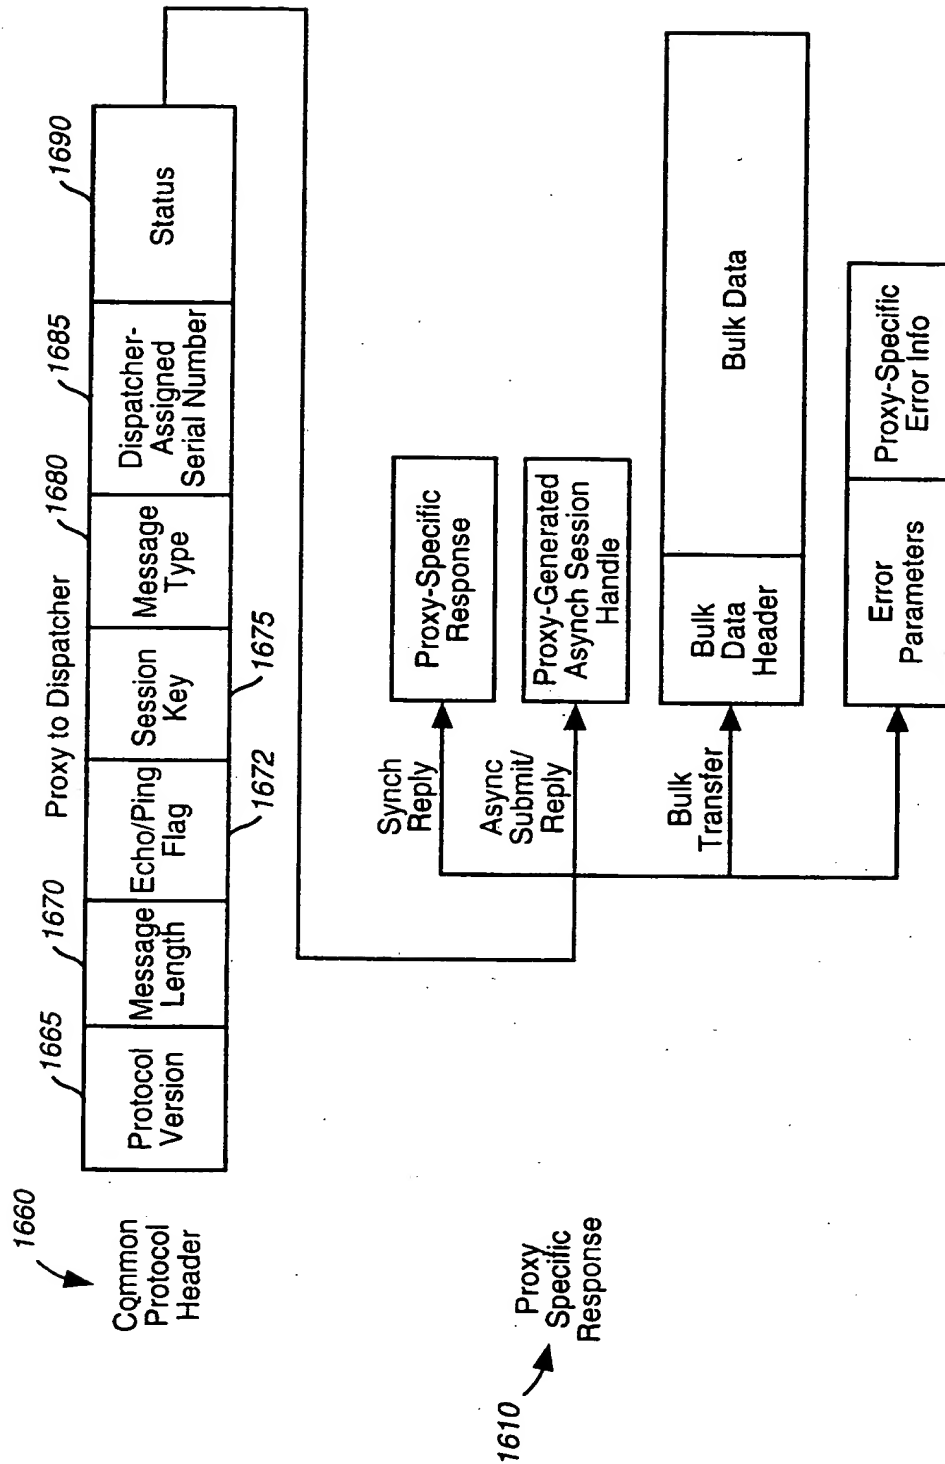 Proxy to Dispatcher
1660
Common
Protocol
Header
1665
1670
1680
1685
1690
Protocol
Version
Message
Length
Echo/Ping
Flag
Session
Key
Message
Type
Dispatcher-
Assigned
Serial Number
Status
1672
1675
1610
Proxy
Specific
Response
Synch
Reply
Proxy-Specific
Response
Async
Submit/
Reply
Proxy-Generated
Asynch Session
Handle
Bulk
Transfer
Bulk
Data
Header
Bulk Data
Error
Parameters
Proxy-Specific
Error Info